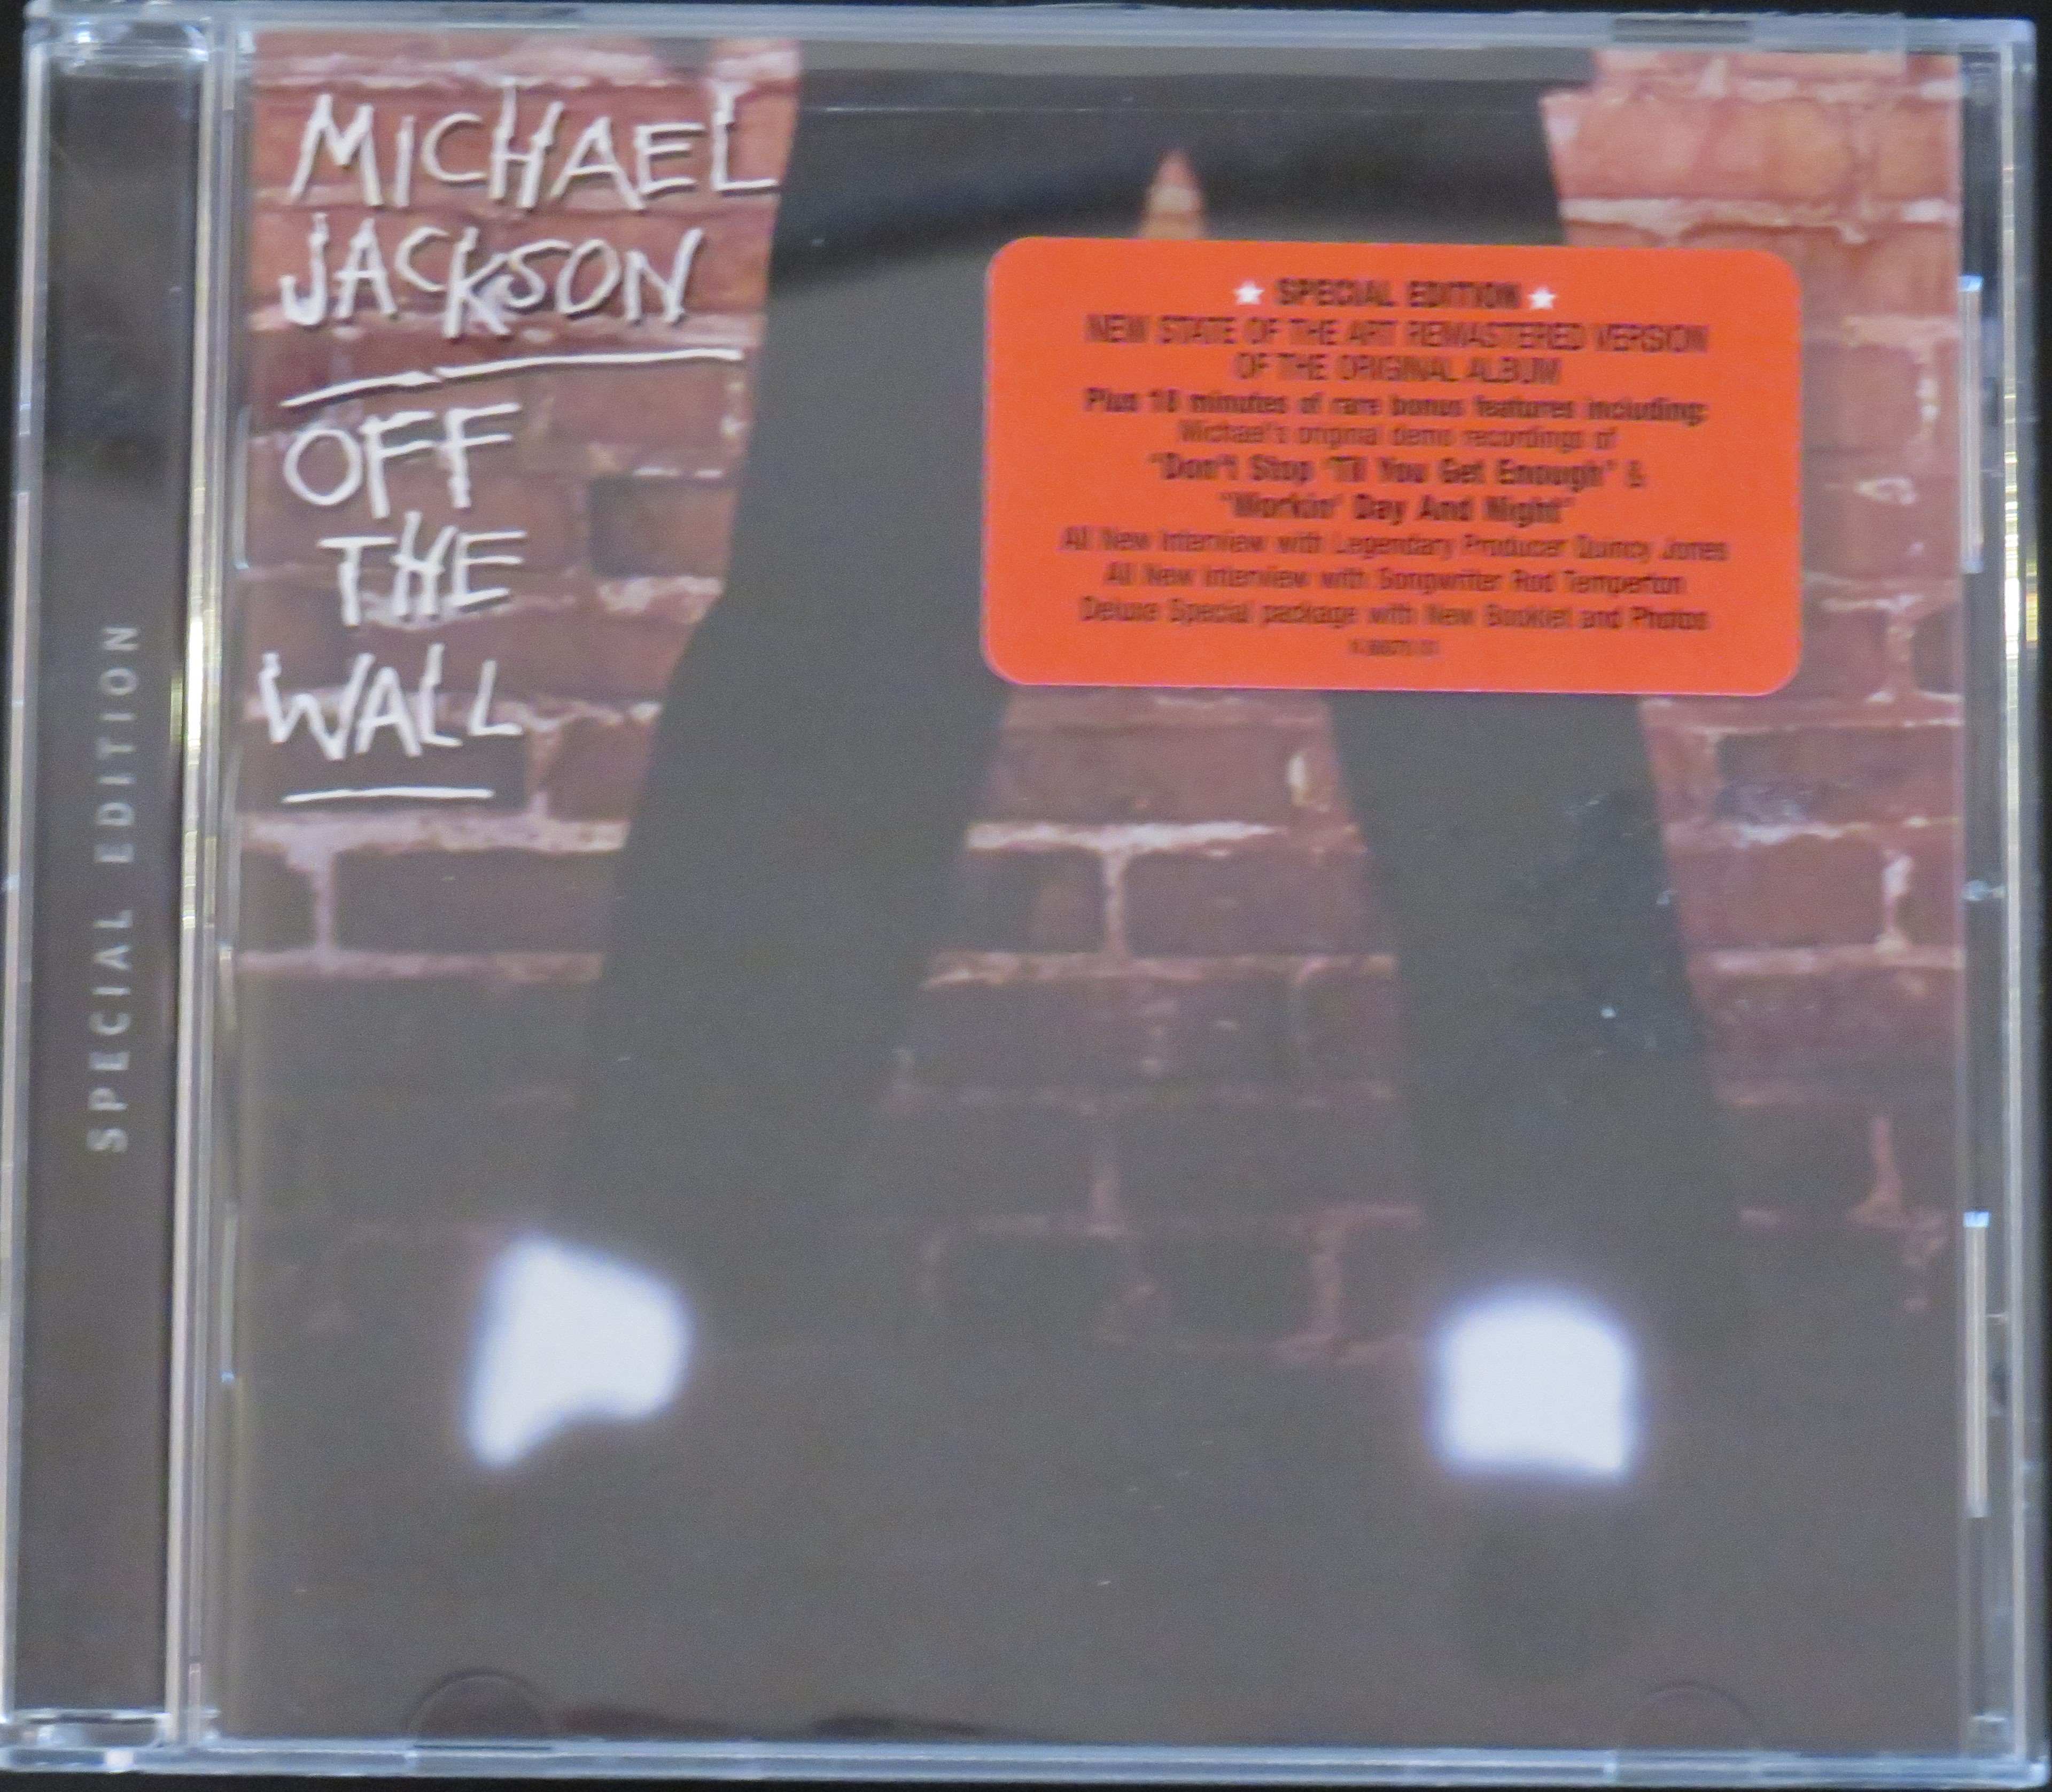 SPECIAL EDITION
MICHAEL
JACKSON
OFF
THE
WALL
★ SPECIAL EDITION ★
NEW STATE OF THE ART REMASTERED VERSION
OF THE ORIGINAL ALBUM
Plus 18 minutes of rare bonus features including:
Michael's original demo recordings of
"Don't Stop 'Til You Get Enough" &
"Workin' Day And Night"
All New Interview with Legendary Producer Quincy Jones
All New Interview with Songwriter Rod Temperton
Deluxe Special package with New Booklet and Photos